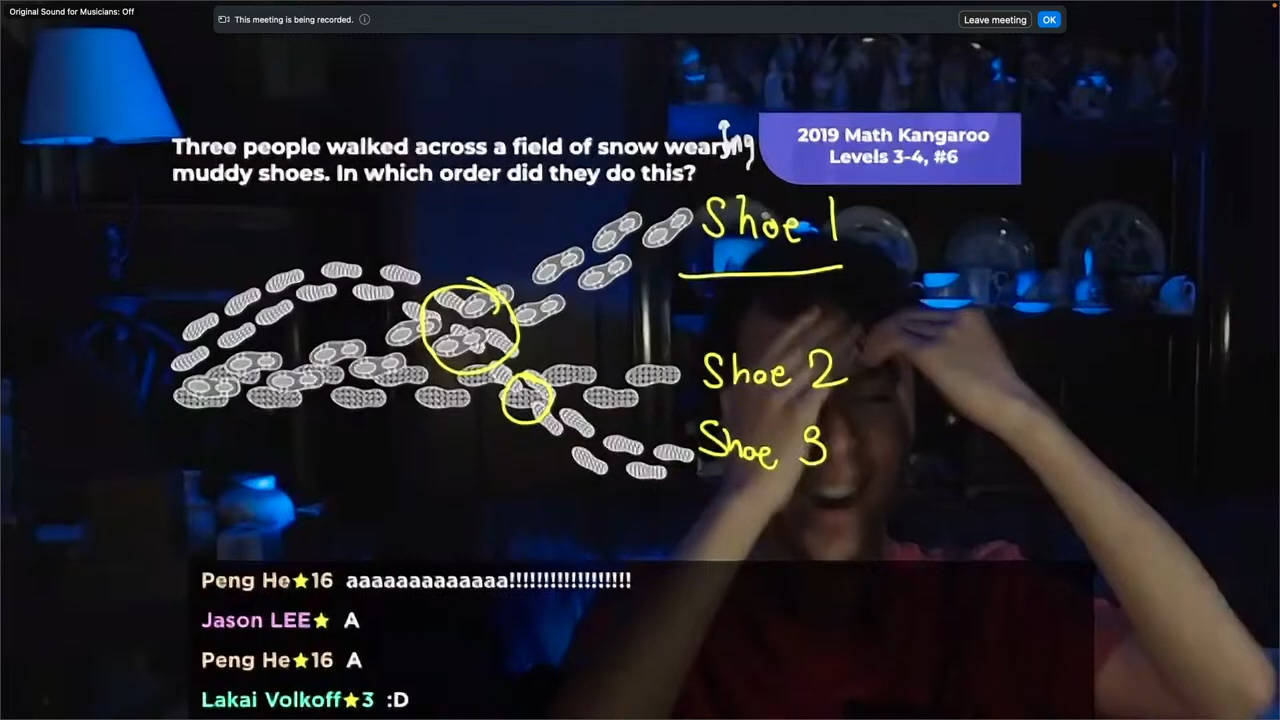 Original Sound for Musicians: Off
This meeting is being recorded.
Leave meeting
OK
Three people walked across a field of snow wearing
muddy shoes. In which order did they do this?
2019 Math Kangaroo
Levels 3-4, #6
Shoe 1
Shoe 2
Shoe 3
Peng He★16 aaaaaaaaaaaaa!!!!!!!!!!!!!!!!!!
Jason LEE★ A
Peng He★16 A
Lakai Volkoff★3 :D